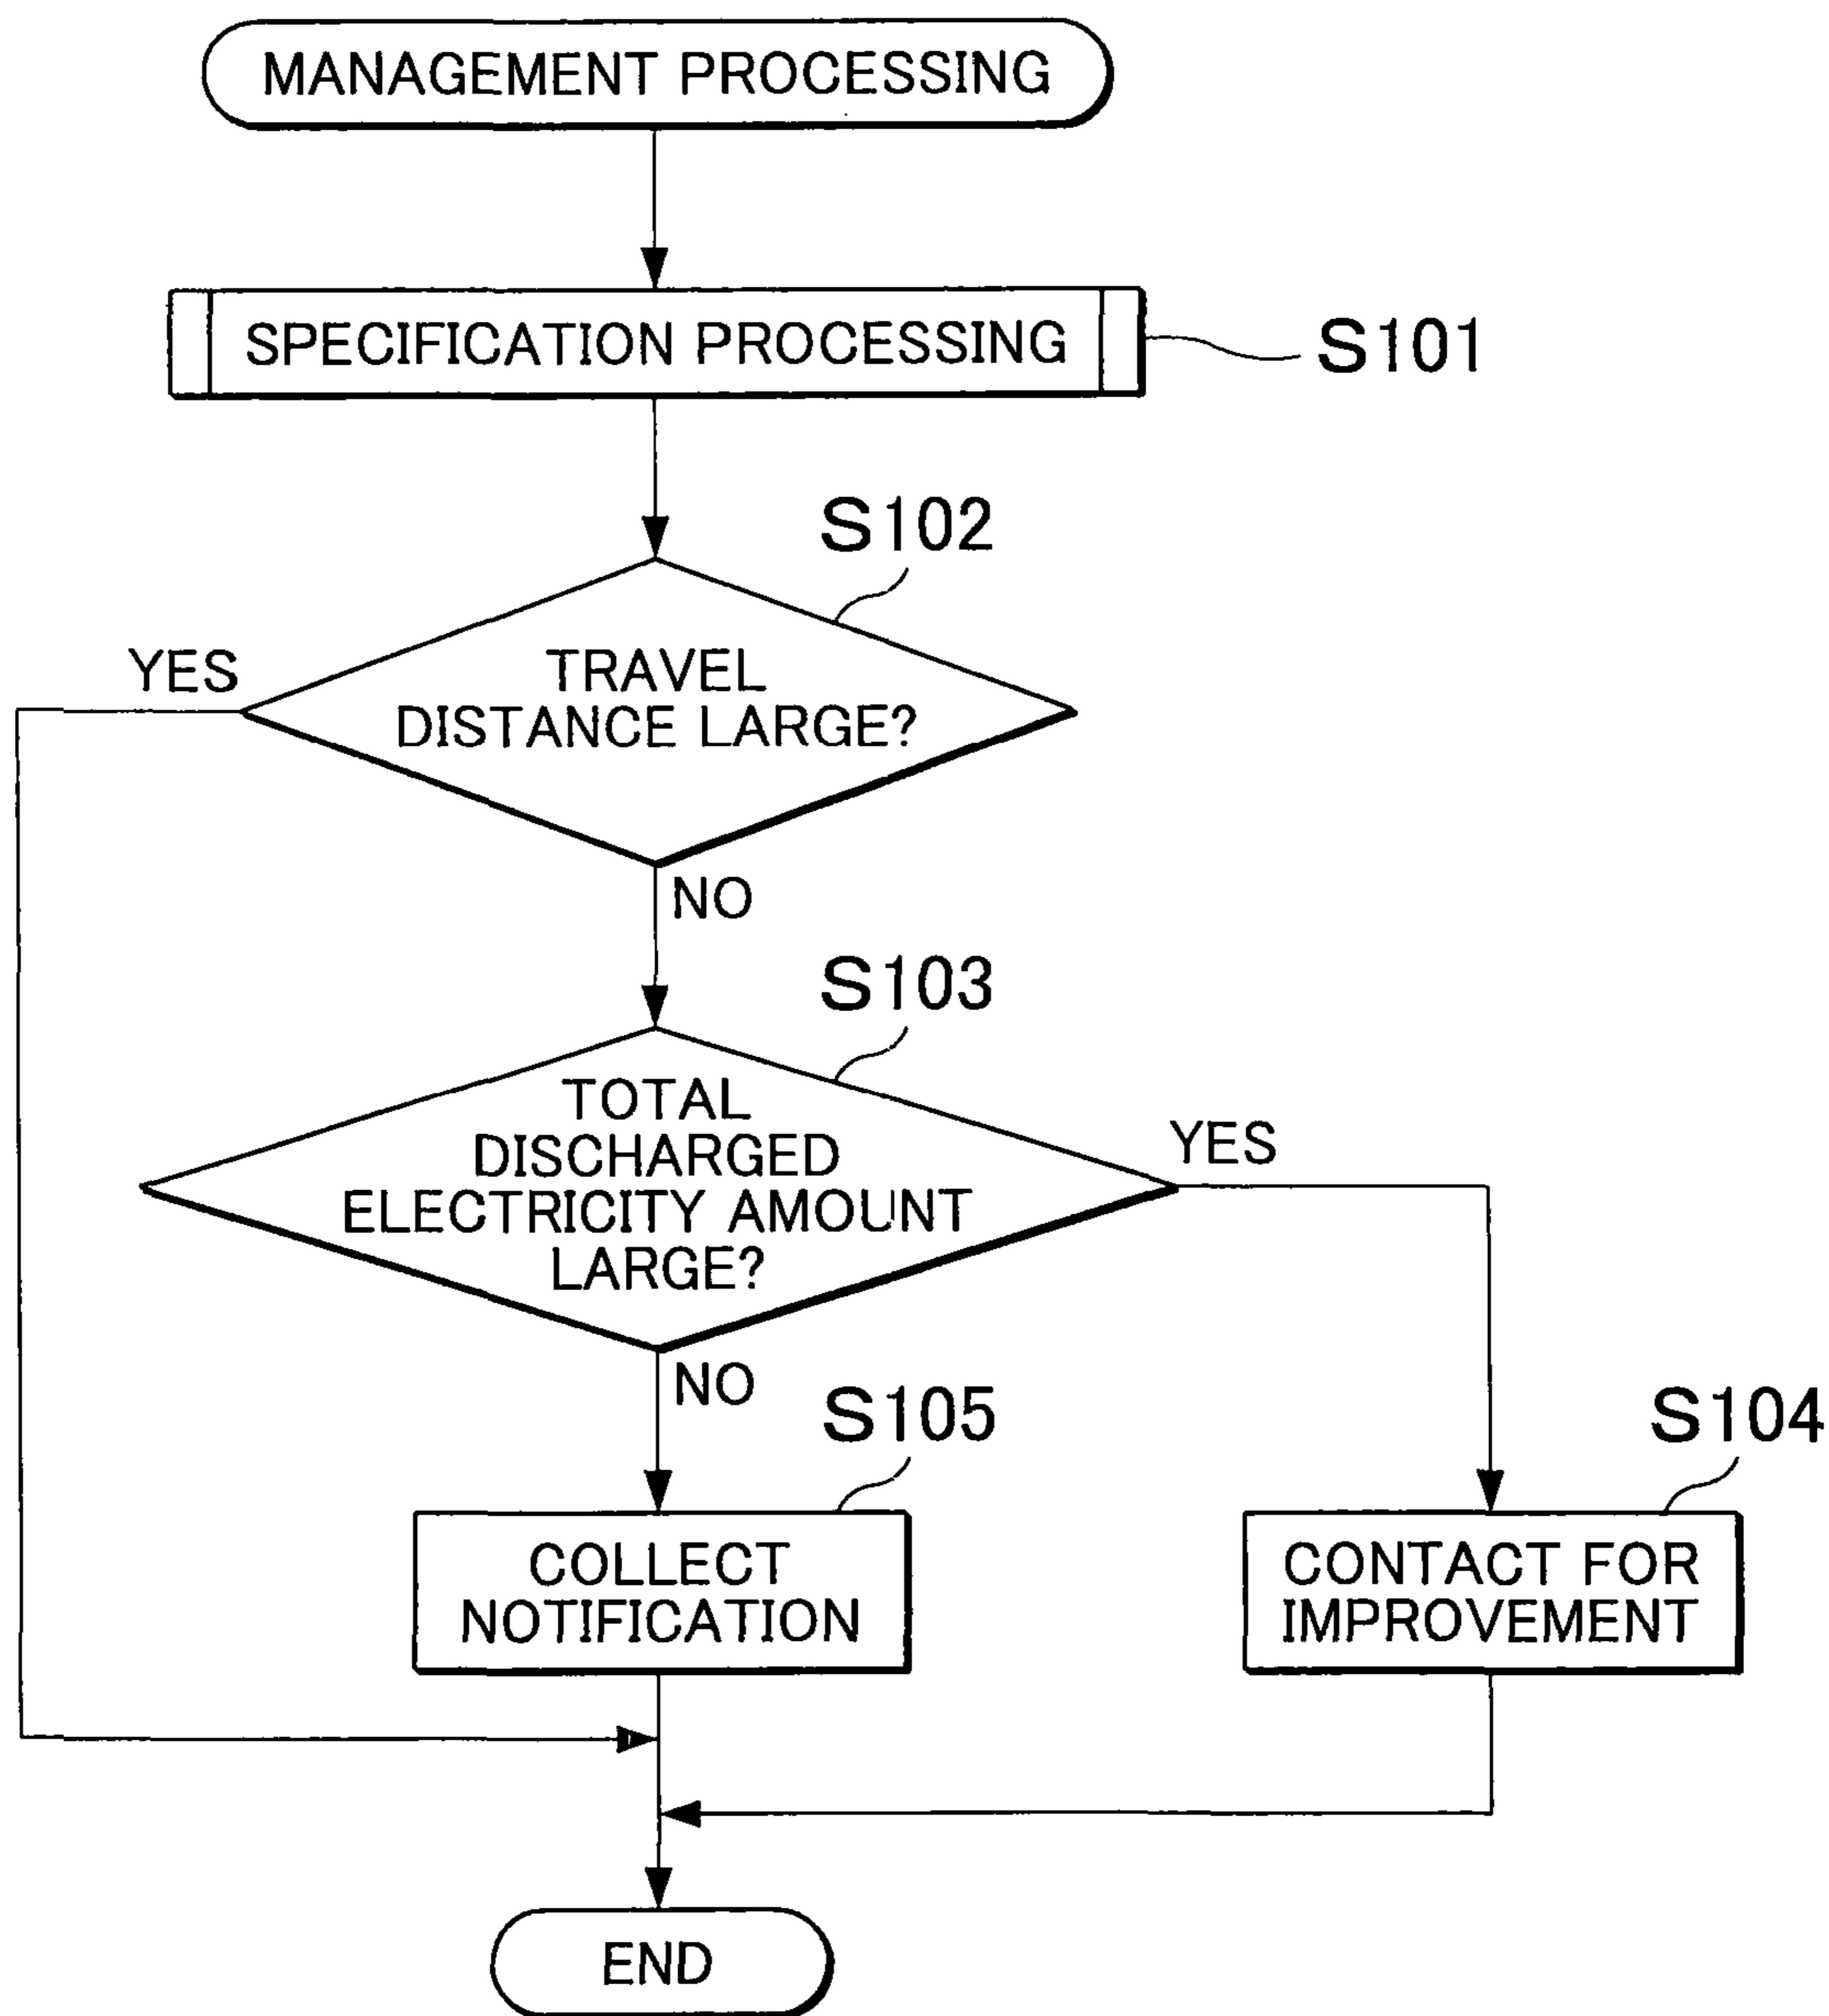 MANAGEMENT PROCESSING
SPECIFICATION PROCESSING
S101
S102
YES
TRAVEL
DISTANCE LARGE?
NO
S103
TOTAL
DISCHARGED
ELECTRICITY AMOUNT
LARGE?
YES
NO
S105
S104
COLLECT
NOTIFICATION
CONTACT FOR
IMPROVEMENT
END